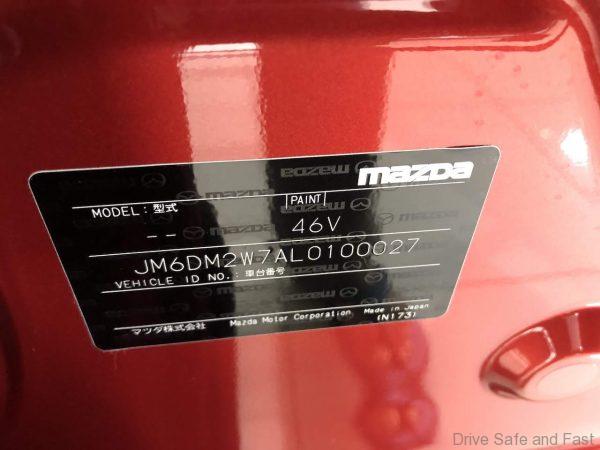 mazda
MODEL: 型式 PAINT
-- 46V
JM6DM2W7AL0100027
VEHICLE ID NO.: 車台番号
マツダ株式会社 Mazda Motor Corporation Made in Japan
(N173)
Drive Safe and Fast